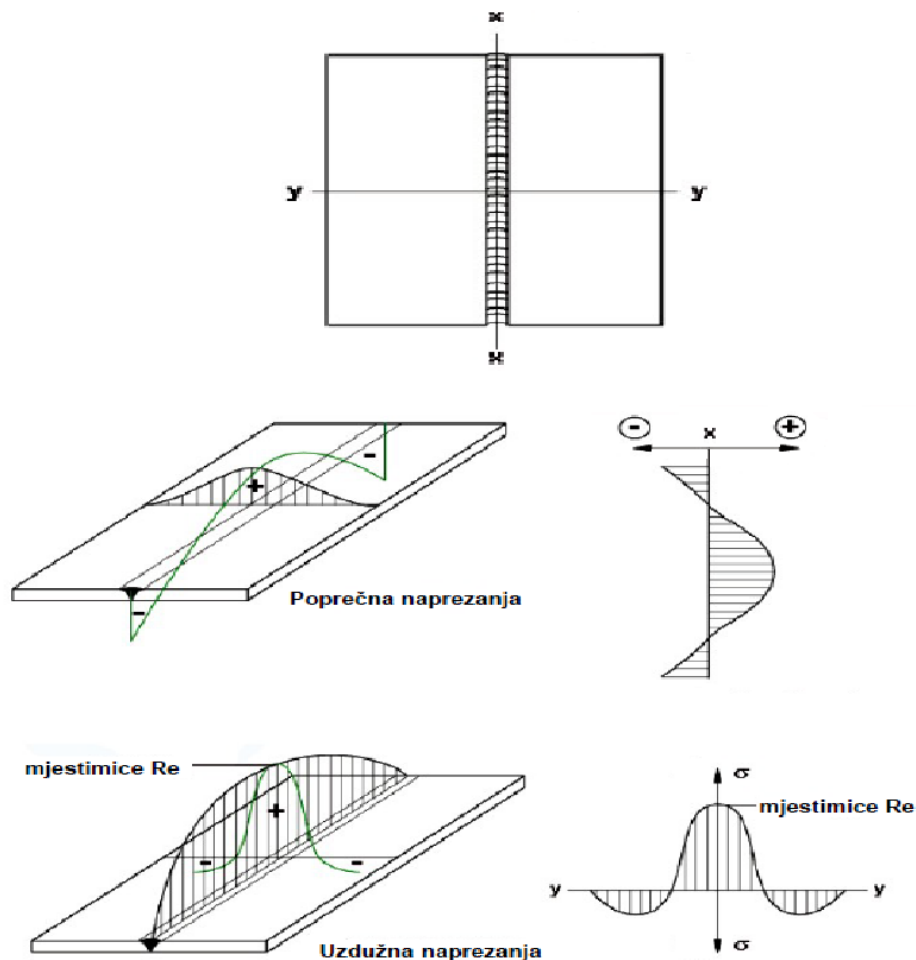 x
y y
x
- x +
+
-
-
Poprečna naprezanja
mjestimice Re
+
- -
Uzdužna naprezanja
σ
mjestimice Re
y y
σ